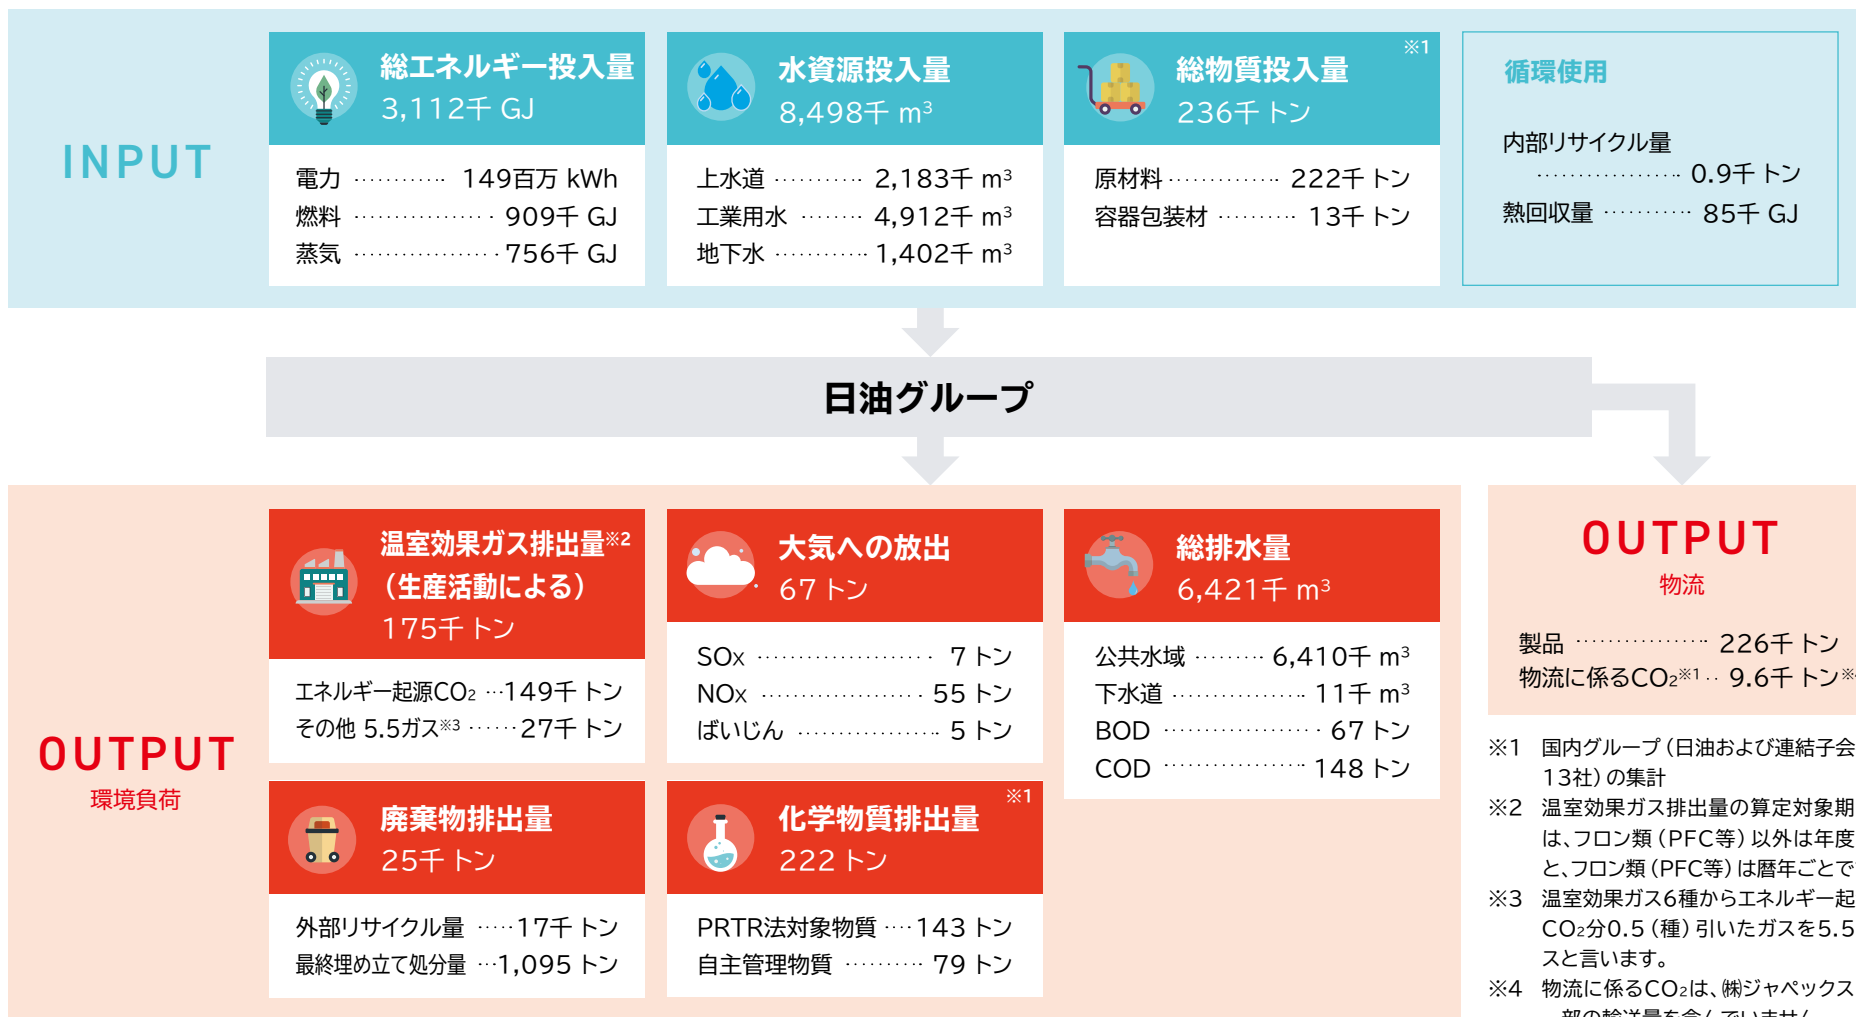 INPUT
総エネルギー投入量
3,112千 GJ
電力 ........... 149百万 kWh
燃料 ................. 909千 GJ
蒸気 .................. 756千 GJ
水資源投入量
8,498千 m³
上水道 ........... 2,183千 m³
工業用水 ....... 4,912千 m³
地下水 ........... 1,402千 m³
総物質投入量 ※1
236千 トン
原材料 ............. 222千 トン
容器包装材 ......... 13千 トン
循環使用
内部リサイクル量
................. 0.9千 トン
熱回収量 ........... 85千 GJ
日油グループ
OUTPUT
環境負荷
温室効果ガス排出量※2
（生産活動による）
175千 トン
エネルギー起源CO₂ ...149千 トン
その他 5.5ガス※3 ......27千 トン
大気への放出
67 トン
SOx ..................... 7 トン
NOx .................... 55 トン
ばいじん ................. 5 トン
総排水量
6,421千 m³
公共水域 ........ 6,410千 m³
下水道 ................ 11千 m³
BOD ................... 67 トン
COD ................. 148 トン
廃棄物排出量
25千 トン
外部リサイクル量 .....17千 トン
最終埋め立て処分量 ...1,095 トン
化学物質排出量 ※1
222 トン
PRTR法対象物質 ....143 トン
自主管理物質 ......... 79 トン
OUTPUT
物流
製品 ................ 226千 トン
物流に係るCO₂※1.. 9.6千 トン※
※1 国内グループ（日油および連結子会
13社）の集計
※2 温室効果ガス排出量の算定対象期
は、フロン類（PFC等）以外は年度
と、フロン類（PFC等）は暦年ごとで
※3 温室効果ガス6種からエネルギー起
CO₂分0.5（種）引いたガスを5.5
スと言います。
※4 物流に係るCO₂は、㈱ジャペックス
部の輸送量を含んでいません